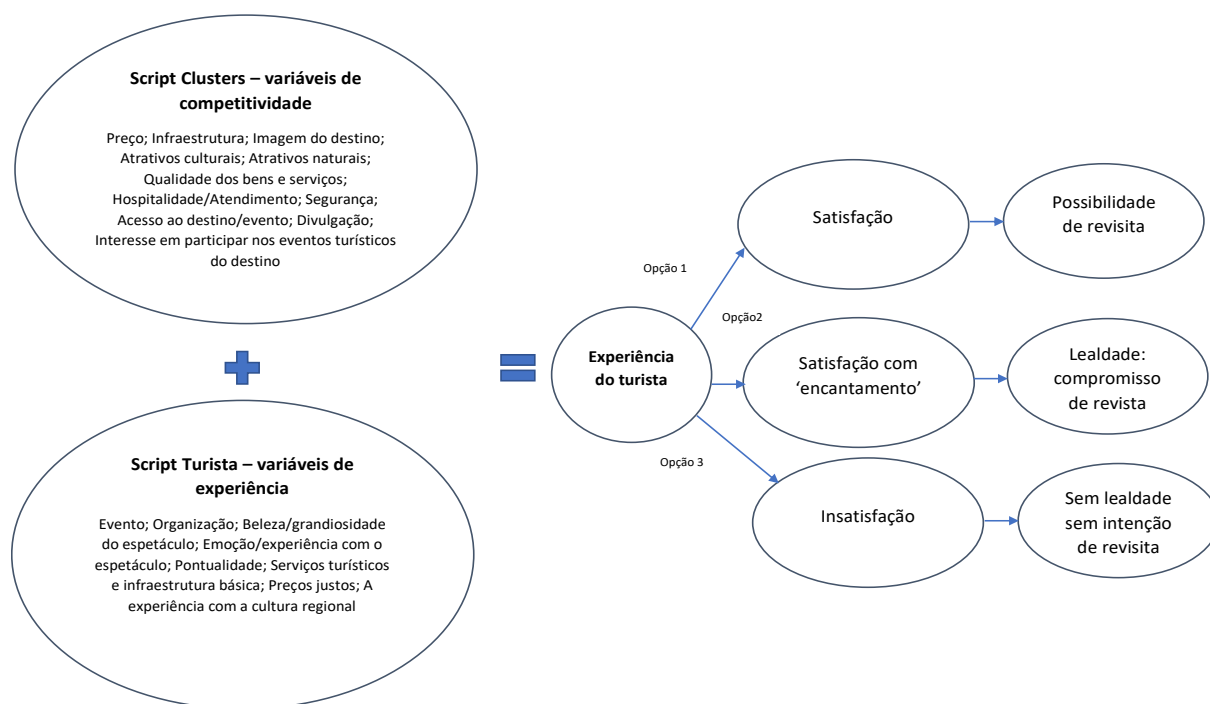 Script Clusters – variáveis de
competitividade
Preço; Infraestrutura; Imagem do destino;
Atrativos culturais; Atrativos naturais;
Qualidade dos bens e serviços;
Hospitalidade/Atendimento; Segurança;
Acesso ao destino/evento; Divulgação;
Interesse em participar nos eventos turísticos
do destino
Script Turista – variáveis de
experiência
Evento; Organização; Beleza/grandiosidade
do espetáculo; Emoção/experiência com o
espetáculo; Pontualidade; Serviços turísticos
e infraestrutura básica; Preços justos; A
experiência com a cultura regional
Experiência
do turista
Opção 1
Satisfação
Possibilidade
de revisita
Opção2
Satisfação com
‘encantamento’
Lealdade:
compromisso
de revista
Opção 3
Insatisfação
Sem lealdade
sem intenção
de revisita